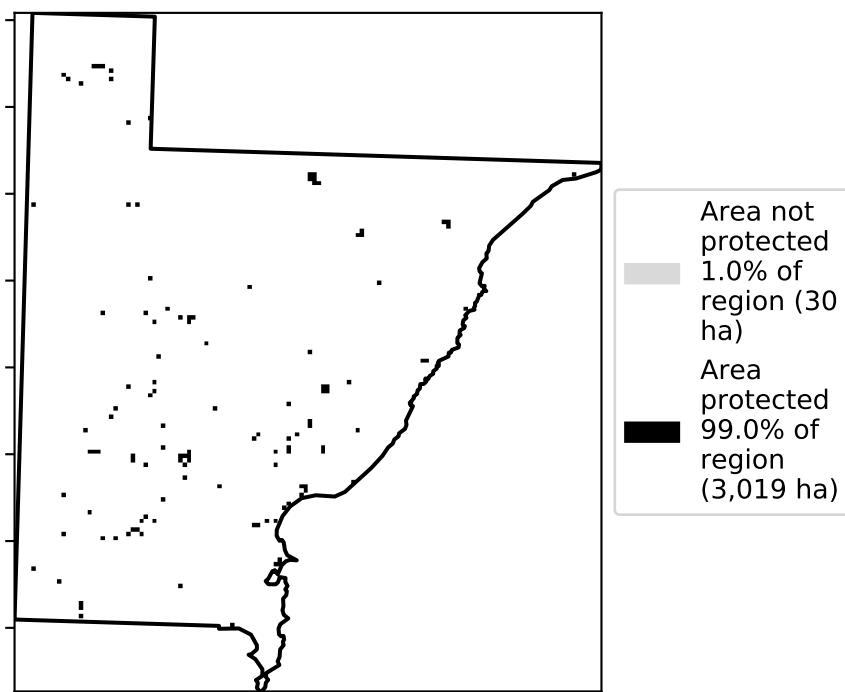 Area not
protected
1.0% of
region (30
ha)
Area
protected
99.0% of
region
(3,019 ha)